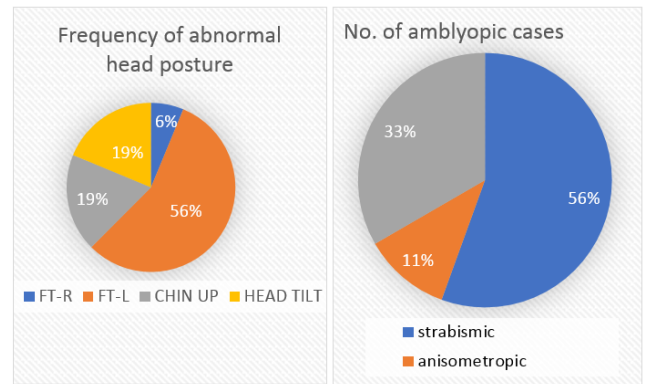 Frequency of abnormal
head posture
6%
19%
19%
56%
FT-R FT-L CHIN UP HEAD TILT
No. of amblyopic cases
33%
56%
11%
strabismic
anisometropic